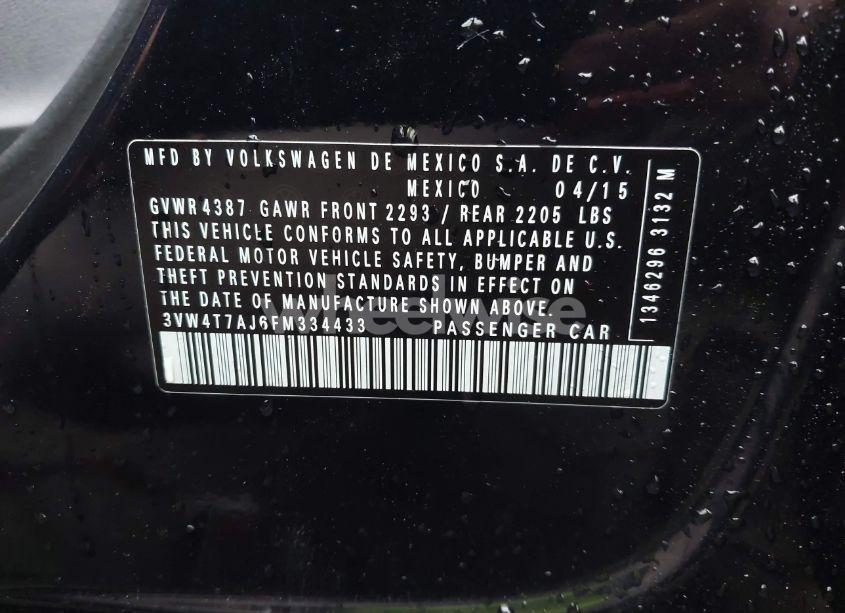 MFD BY VOLKSWAGEN DE MEXICO S.A. DE C.V.
MEXICO 04/15
GVWR 4387 GAWR FRONT 2293 / REAR 2205 LBS
THIS VEHICLE CONFORMS TO ALL APPLICABLE U.S.
FEDERAL MOTOR VEHICLE SAFETY, BUMPER AND
THEFT PREVENTION STANDARDS IN EFFECT ON
THE DATE OF MANUFACTURE SHOWN ABOVE.
3VW4T7AJ6FM334433 PASSENGER CAR
1346296 3132 M
wheelwise